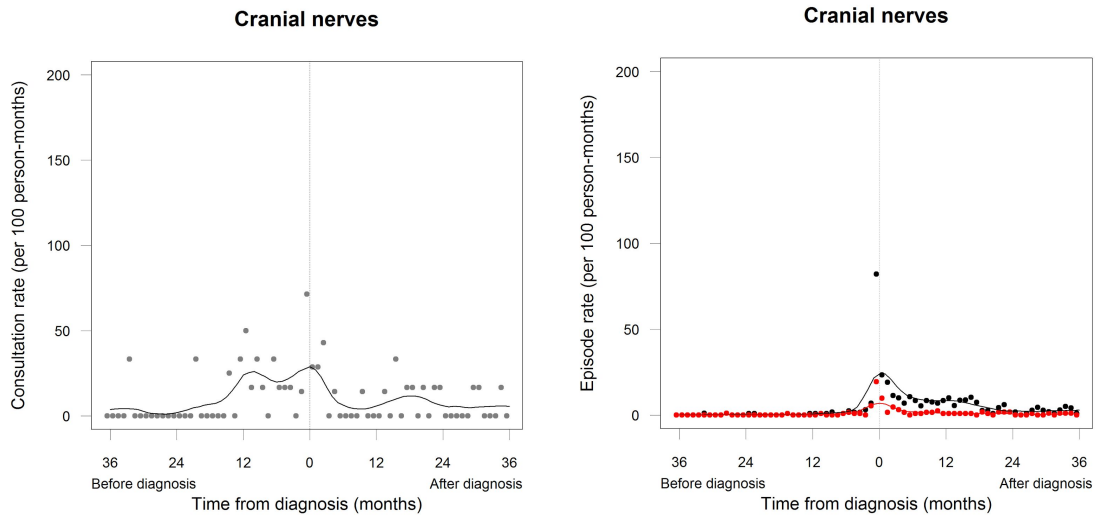 Cranial nerves
Consultation rate (per 100 person-months)
200
150
100
50
0
36 24 12 0 12 24 36
Before diagnosis After diagnosis
Time from diagnosis (months)
Cranial nerves
Episode rate (per 100 person-months)
200
150
100
50
0
36 24 12 0 12 24 36
Before diagnosis After diagnosis
Time from diagnosis (months)